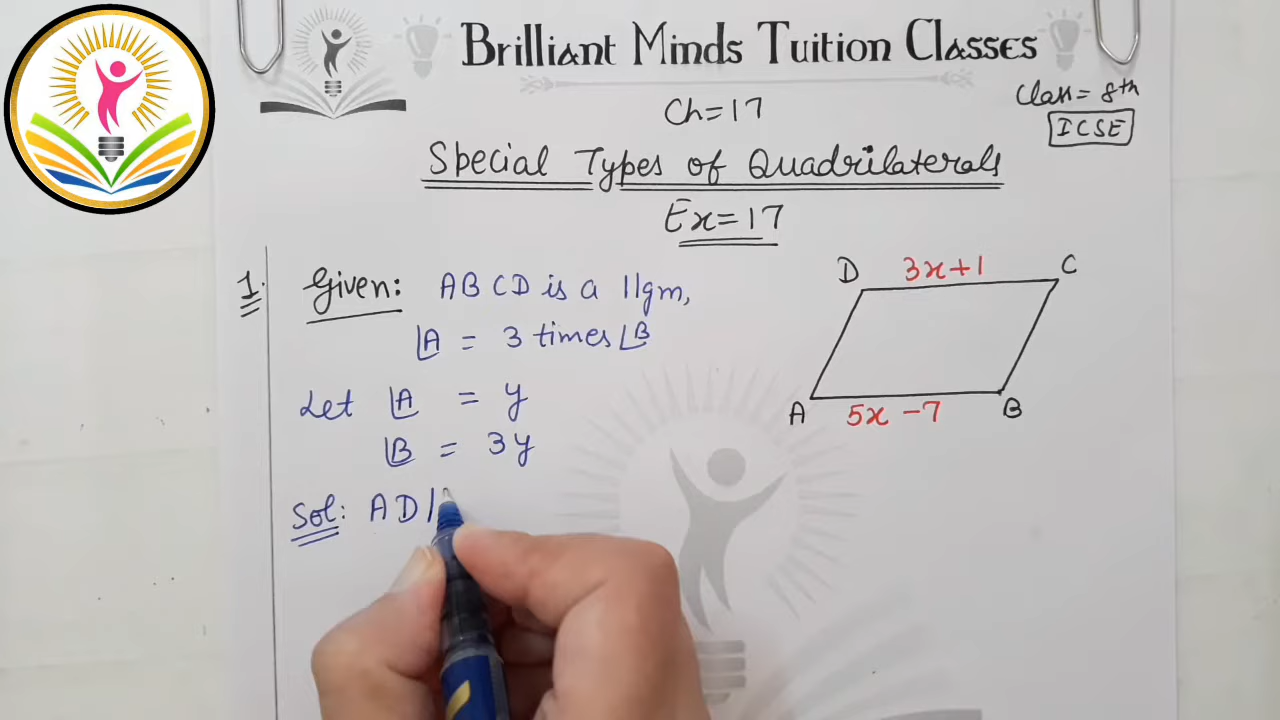 Brilliant Minds Tuition Classes
Ch=17
Class= 8th
ICSE
Special Types of Quadrilaterals
Ex=17
1. Given: ABCD is a ||gm,
∠A = 3 times ∠B
Let ∠A = y
∠B = 3y
Sol: AD |
D 3x+1 C
A 5x-7 B